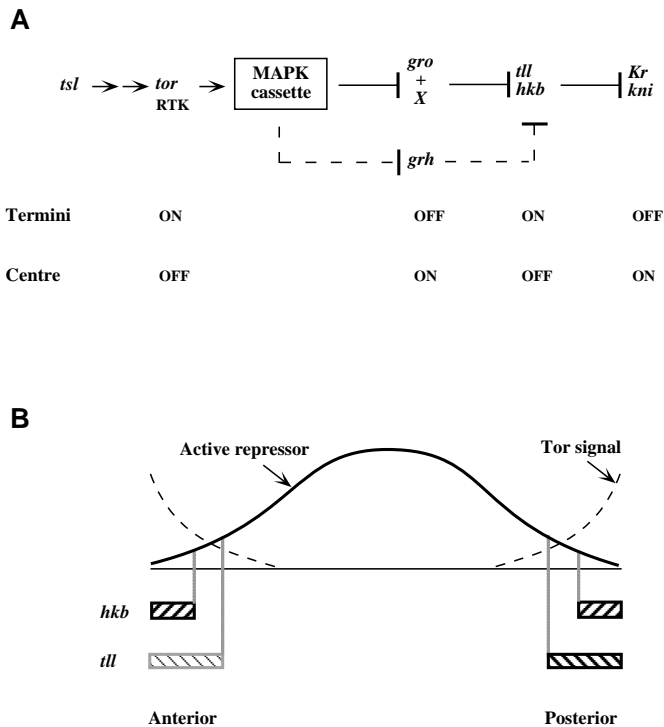 A
tsl tor RTK MAPK cassette gro + X tll hkb Kr kni
grh
Termini ON OFF ON OFF
Centre OFF ON OFF ON
B
Active repressor Tor signal
hkb
tll
Anterior Posterior